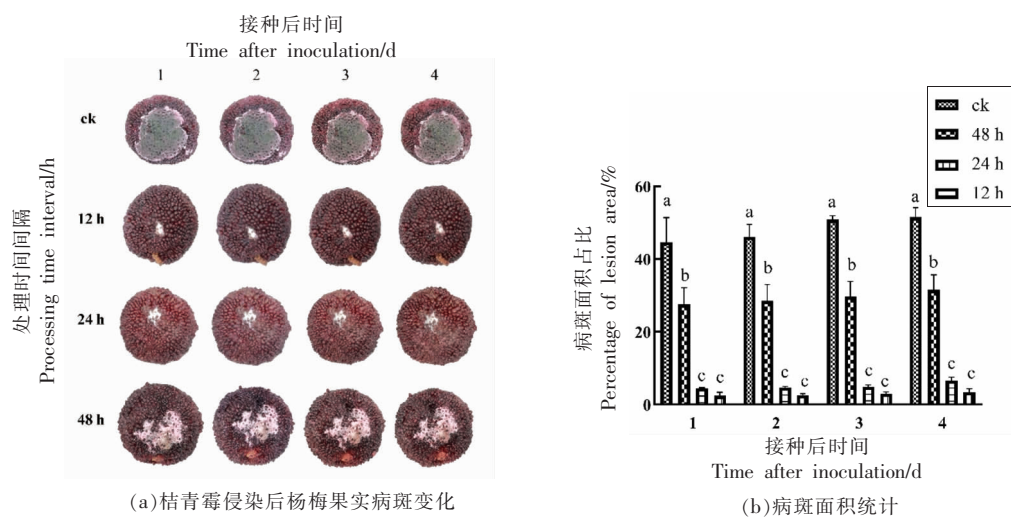 接种后时间
Time after inoculation/d
1 2 3 4
处理时间间隔/h
Processing time interval/h
ck
12 h
24 h
48 h
(a)桔青霉侵染后杨梅果实病斑变化
ck
48 h
24 h
12 h
病斑面积占比
Percentage of lesion area/%
60
40
20
0
a a a a
b b b b
c c c c c c c c
1 2 3 4
接种后时间
Time after inoculation/d
(b)病斑面积统计